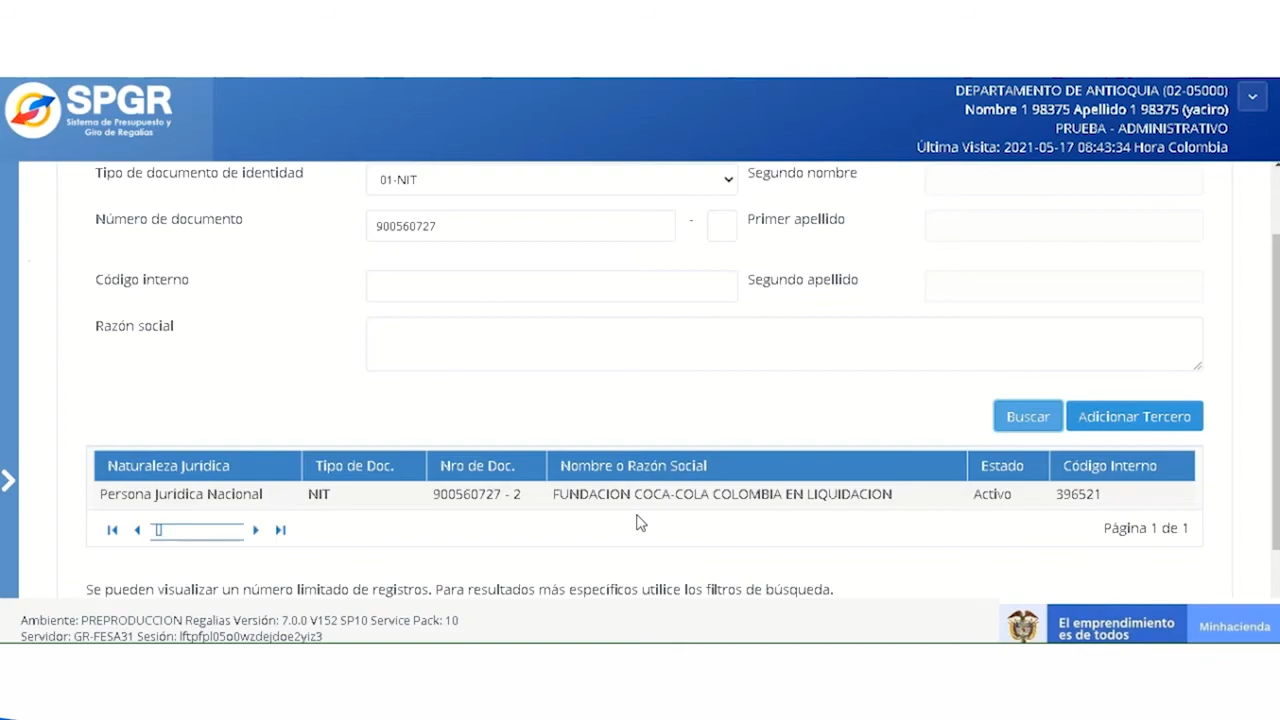 SPGR
Sistema de Presupuesto y
Giro de Regalías
DEPARTAMENTO DE ANTIOQUIA (02-05000)
Nombre 1 98375 Apellido 1 98375 (yaciro)
PRUEBA - ADMINISTRATIVO
Última Visita: 2021-05-17 08:43:34 Hora Colombia
Tipo de documento de identidad
01-NIT
Segundo nombre
Número de documento
900560727
-
Primer apellido
Código interno
Segundo apellido
Razón social
Buscar
Adicionar Tercero
Naturaleza Jurídica Tipo de Doc. Nro de Doc. Nombre o Razón Social Estado Código Interno
Persona Jurídica Nacional NIT 900560727 - 2 FUNDACION COCA-COLA COLOMBIA EN LIQUIDACION Activo 396521
Página 1 de 1
Se pueden visualizar un número limitado de registros. Para resultados más específicos utilice los filtros de búsqueda.
Ambiente: PREPRODUCCION Regalias Versión: 7.0.0 V152 SP10 Service Pack: 10
Servidor: GR-FESA31 Sesión:
El emprendimiento
es de todos
Minhacienda